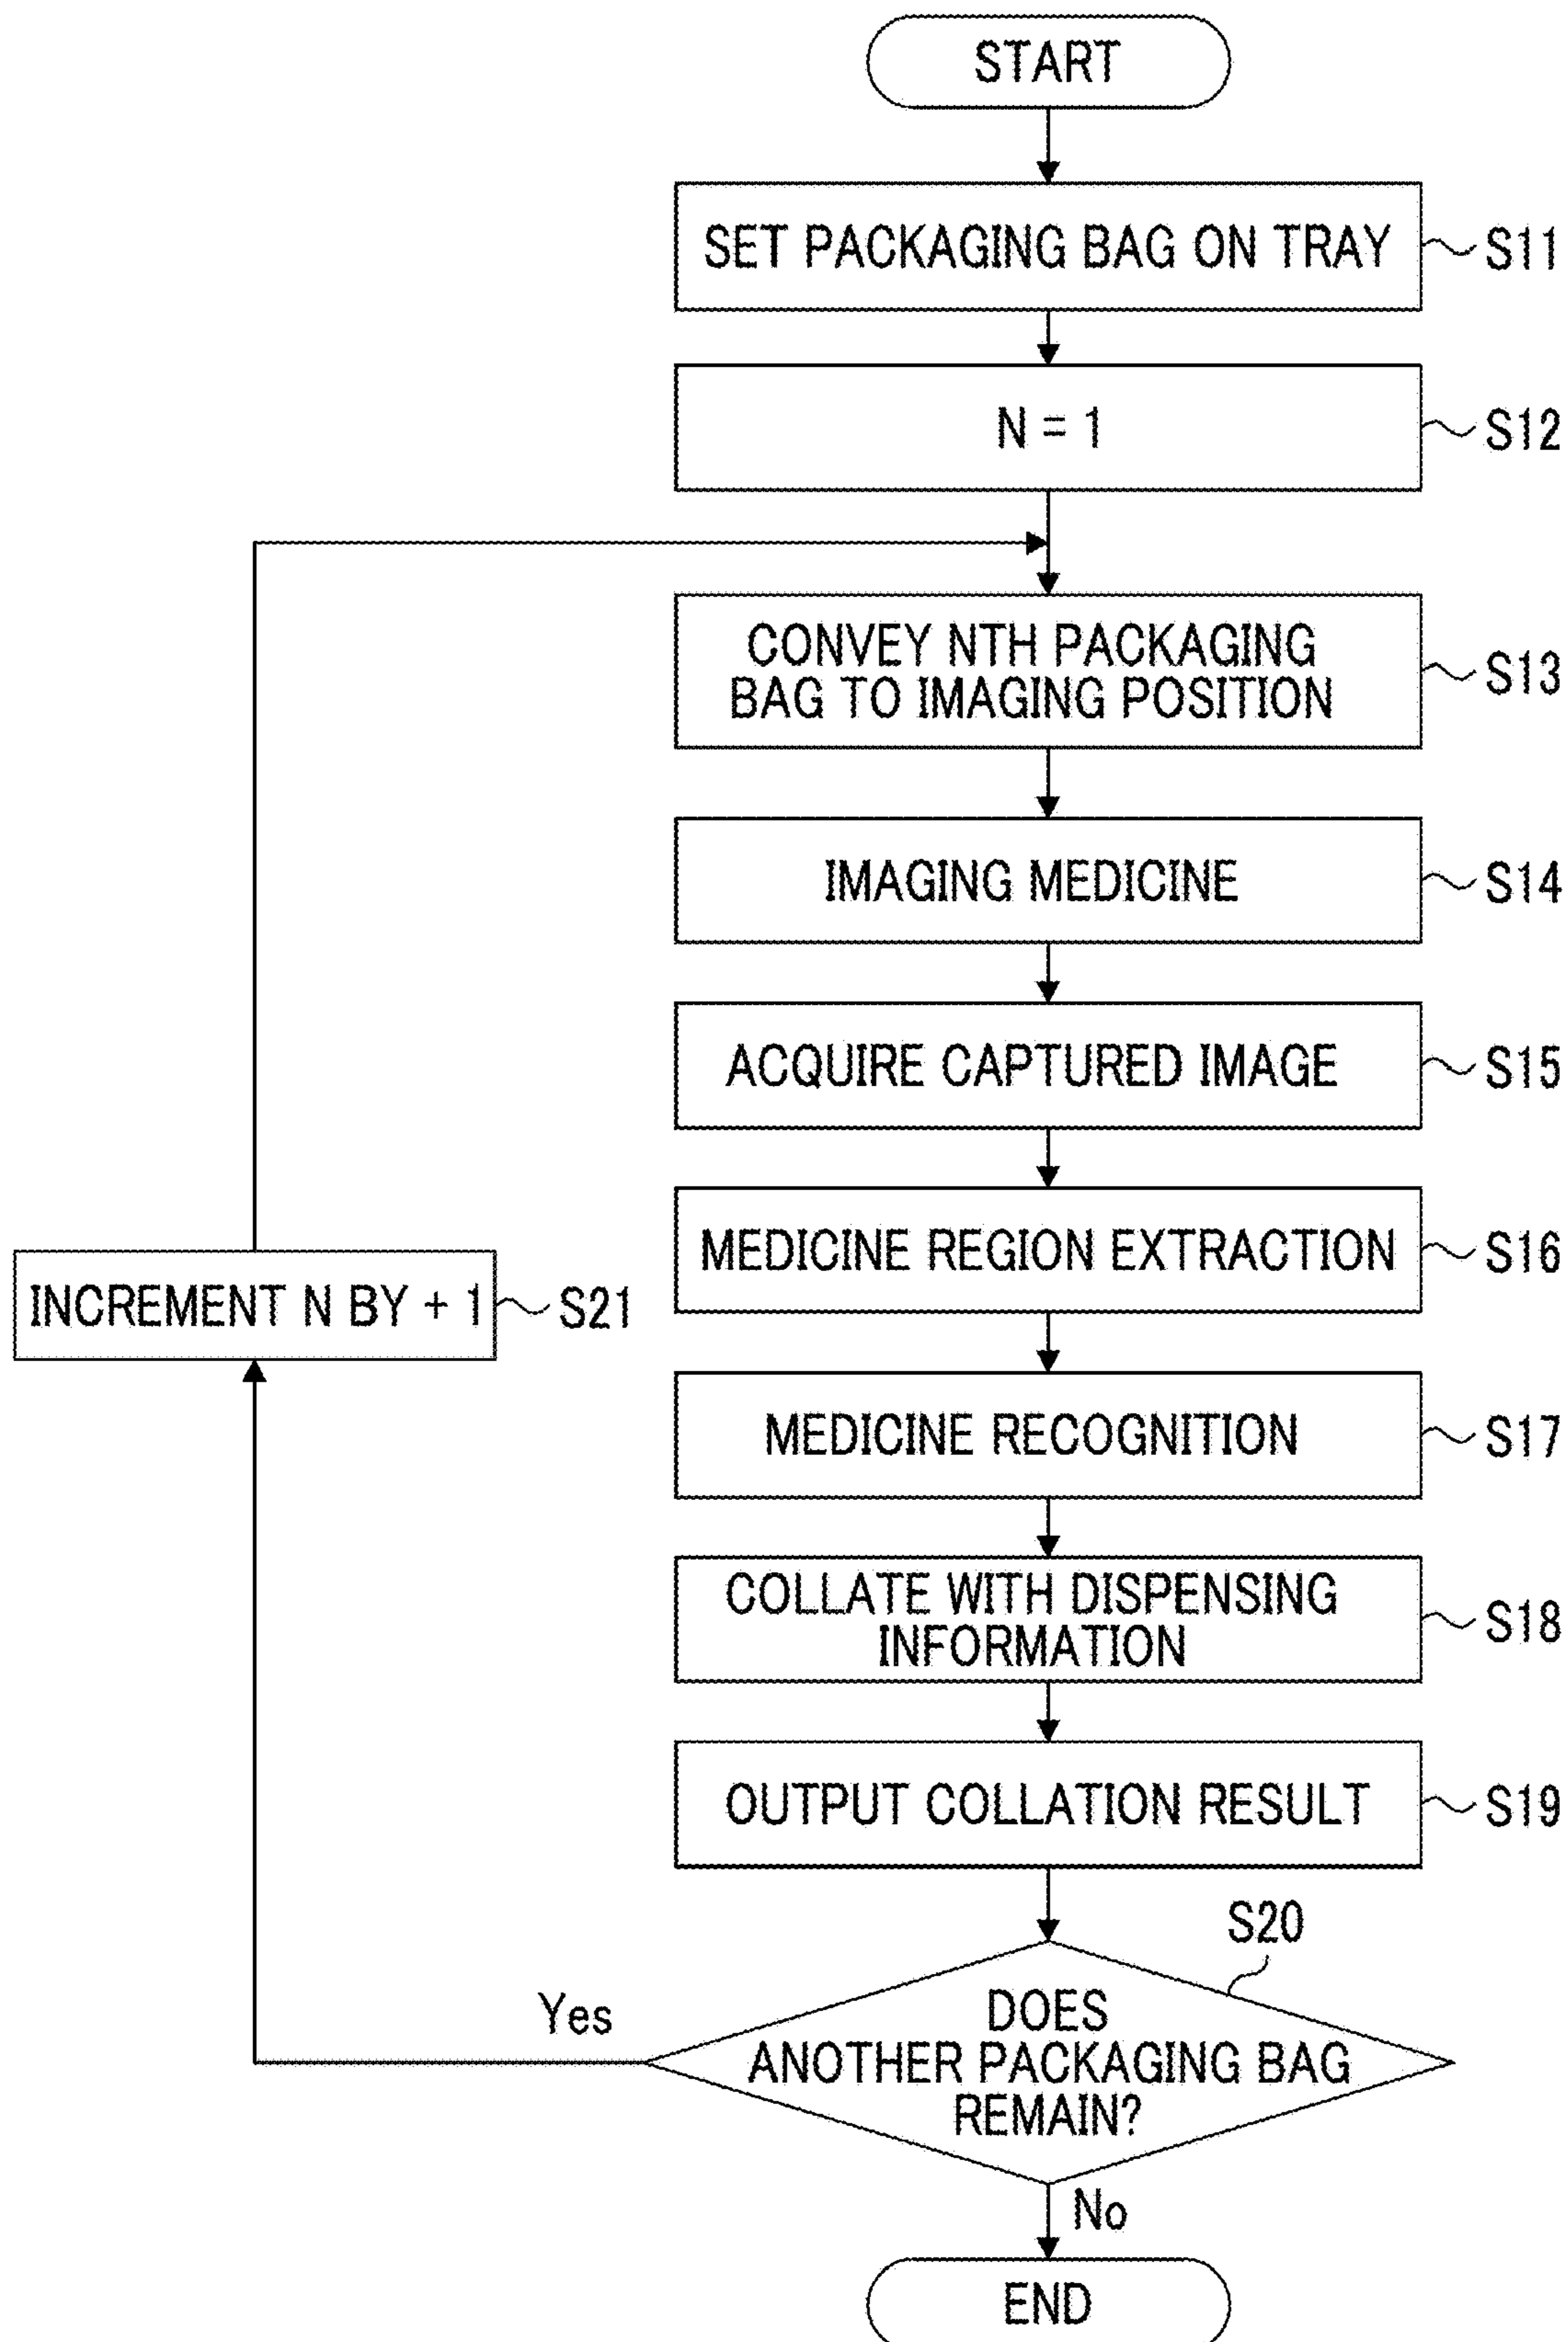 START
SET PACKAGING BAG ON TRAY
S11
N = 1
S12
CONVEY NTH PACKAGING
BAG TO IMAGING POSITION
S13
IMAGING MEDICINE
S14
ACQUIRE CAPTURED IMAGE
S15
MEDICINE REGION EXTRACTION
S16
INCREMENT N BY + 1
S21
MEDICINE RECOGNITION
S17
COLLATE WITH DISPENSING
INFORMATION
S18
OUTPUT COLLATION RESULT
S19
S20
DOES
ANOTHER PACKAGING BAG
REMAIN?
Yes
No
END